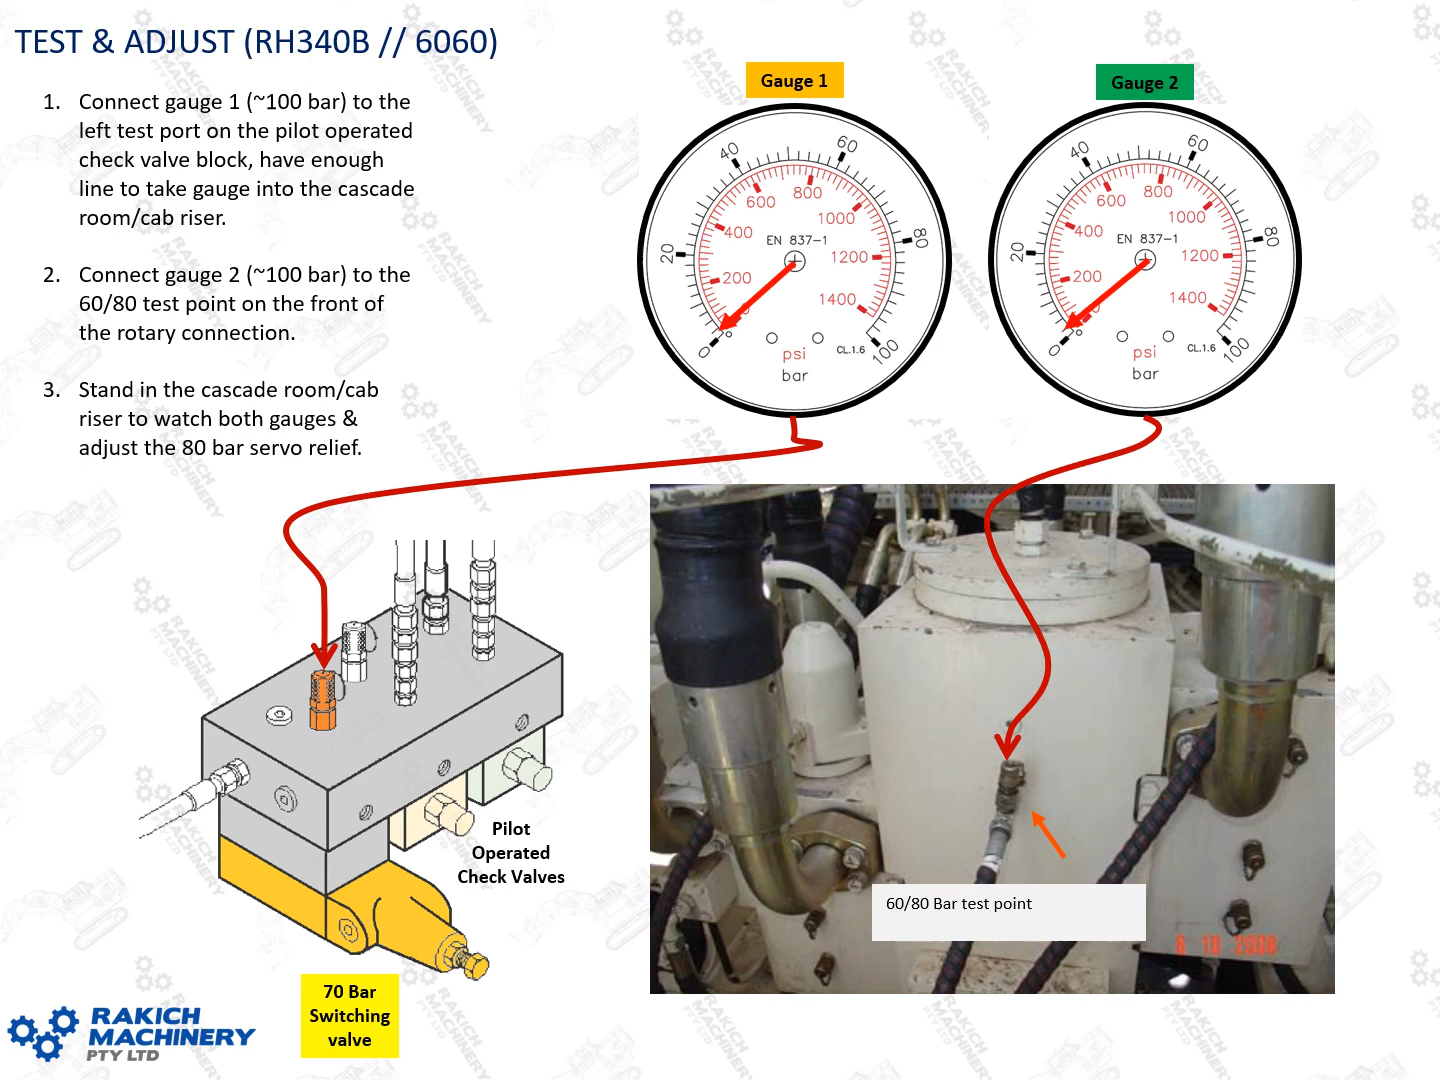 TEST & ADJUST (RH340B // 6060)
1. Connect gauge 1 (~100 bar) to the
left test port on the pilot operated
check valve block, have enough
line to take gauge into the cascade
room/cab riser.
2. Connect gauge 2 (~100 bar) to the
60/80 test point on the front of
the rotary connection.
3. Stand in the cascade room/cab
riser to watch both gauges &
adjust the 80 bar servo relief.
Gauge 1
0
20
40
60
80
100
200
400
600
800
1000
1200
1400
EN 837-1
CL.1.6
psi
bar
Gauge 2
0
20
40
60
80
100
200
400
600
800
1000
1200
1400
EN 837-1
CL.1.6
psi
bar
Pilot
Operated
Check Valves
70 Bar
Switching
valve
60/80 Bar test point
6 10 2008
RAKICH
MACHINERY
PTY LTD